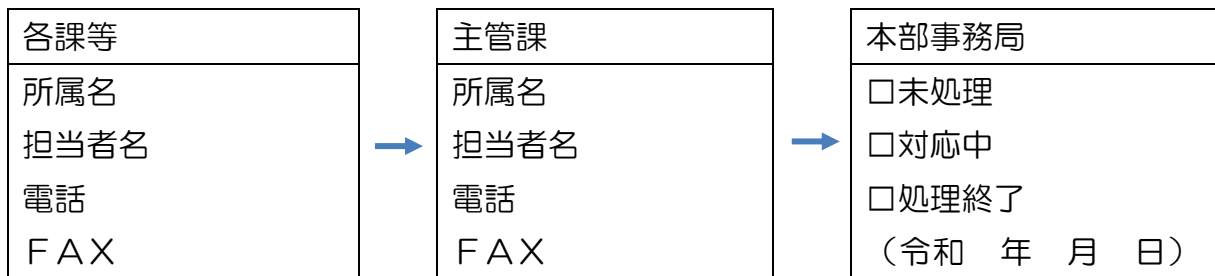 各課等
所属名
担当者名
電話
ＦＡＸ
主管課
所属名
担当者名
電話
ＦＡＸ
本部事務局
□未処理
□対応中
□処理終了
（令和　年　月　日）